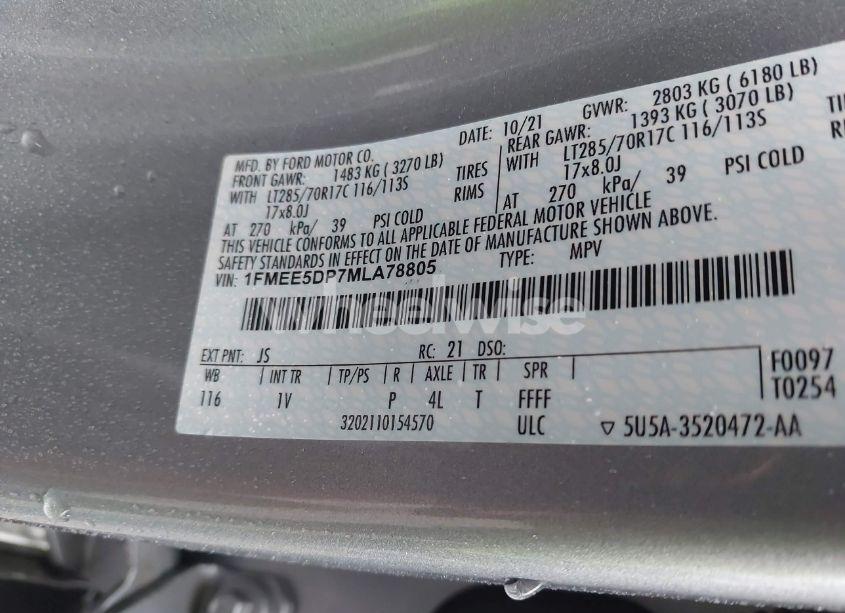 MFD. BY FORD MOTOR CO. DATE: 10/21 GVWR: 2803 KG ( 6180 LB)
FRONT GAWR: 1483 KG ( 3270 LB) REAR GAWR: 1393 KG ( 3070 LB)
WITH LT285/70R17C 116/113S TIRES WITH LT285/70R17C 116/113S
17x8.0J RIMS 17x8.0J
AT 270 kPa/ 39 PSI COLD AT 270 kPa/ 39 PSI COLD
THIS VEHICLE CONFORMS TO ALL APPLICABLE FEDERAL MOTOR VEHICLE
SAFETY STANDARDS IN EFFECT ON THE DATE OF MANUFACTURE SHOWN ABOVE.
VIN: 1FMEE5DP7MLA78805 TYPE: MPV
wheelwise
EXT PNT: JS RC: 21 DSO:
WB INT TR TP/PS R AXLE TR SPR F0097
116 1V P 4L T FFFF T0254
3202110154570 ULC ▽ 5U5A-3520472-AA